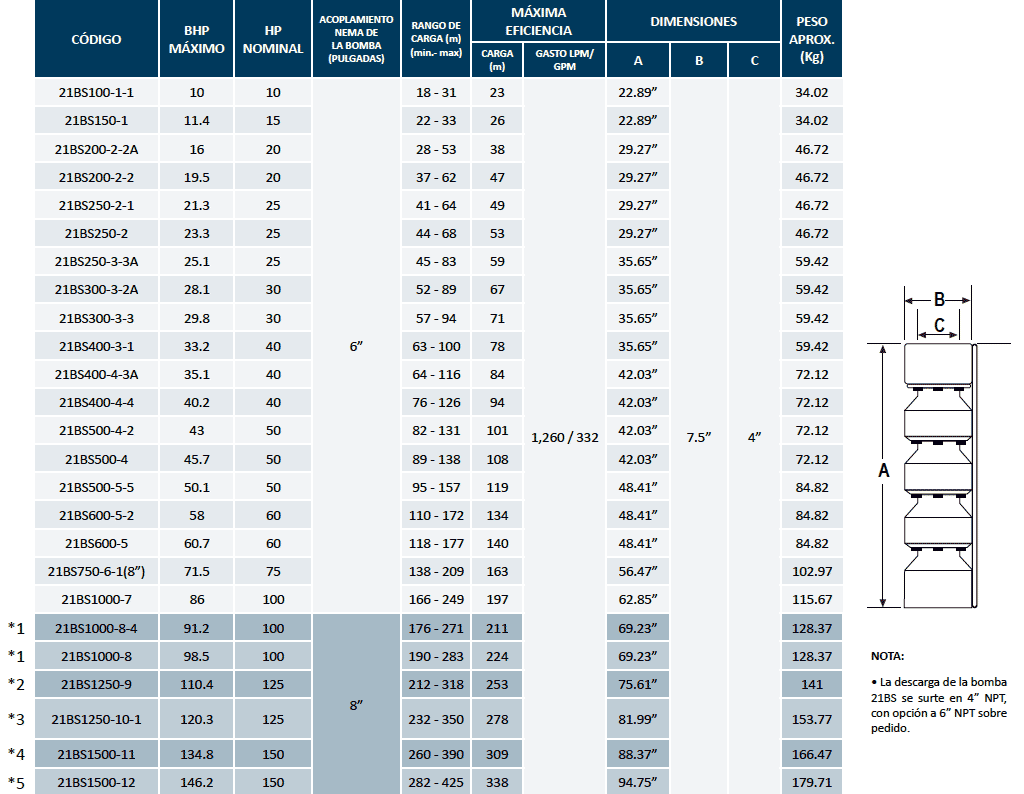 CÓDIGO BHP MÁXIMO HP NOMINAL ACOPLAMIENTO NEMA DE LA BOMBA (PULGADAS) RANGO DE CARGA (m) (min.- max) MÁXIMA EFICIENCIA DIMENSIONES PESO APROX. (Kg)
CARGA (m) GASTO LPM/ GPM A B C
21BS100-1-1 10 10 18 - 31 23 22.89” 34.02
21BS150-1 11.4 15 22 - 33 26 22.89” 34.02
21BS200-2-2A 16 20 28 - 53 38 29.27” 46.72
21BS200-2-2 19.5 20 37 - 62 47 29.27” 46.72
21BS250-2-1 21.3 25 41 - 64 49 29.27” 46.72
21BS250-2 23.3 25 44 - 68 53 29.27” 46.72
21BS250-3-3A 25.1 25 45 - 83 59 35.65” 59.42
21BS300-3-2A 28.1 30 52 - 89 67 35.65” 59.42
21BS300-3-3 29.8 30 57 - 94 71 35.65” 59.42
21BS400-3-1 33.2 40 6” 63 - 100 78 35.65” 59.42
21BS400-4-3A 35.1 40 64 - 116 84 42.03” 72.12
21BS400-4-4 40.2 40 76 - 126 94 42.03” 72.12
21BS500-4-2 43 50 82 - 131 101 1,260 / 332 42.03” 7.5” 4” 72.12
21BS500-4 45.7 50 89 - 138 108 42.03” 72.12
21BS500-5-5 50.1 50 95 - 157 119 48.41” 84.82
21BS600-5-2 58 60 110 - 172 134 48.41” 84.82
21BS600-5 60.7 60 118 - 177 140 48.41” 84.82
21BS750-6-1(8”) 71.5 75 138 - 209 163 56.47” 102.97
21BS1000-7 86 100 166 - 249 197 62.85” 115.67
*1 21BS1000-8-4 91.2 100 176 - 271 211 69.23” 128.37
*1 21BS1000-8 98.5 100 190 - 283 224 69.23” 128.37
*2 21BS1250-9 110.4 125 212 - 318 253 75.61” 141
*3 21BS1250-10-1 120.3 125 8” 232 - 350 278 81.99” 153.77
*4 21BS1500-11 134.8 150 260 - 390 309 88.37” 166.47
*5 21BS1500-12 146.2 150 282 - 425 338 94.75” 179.71
B
C
A
NOTA:
• La descarga de la bomba
21BS se surte en 4” NPT,
con opción a 6” NPT sobre
pedido.